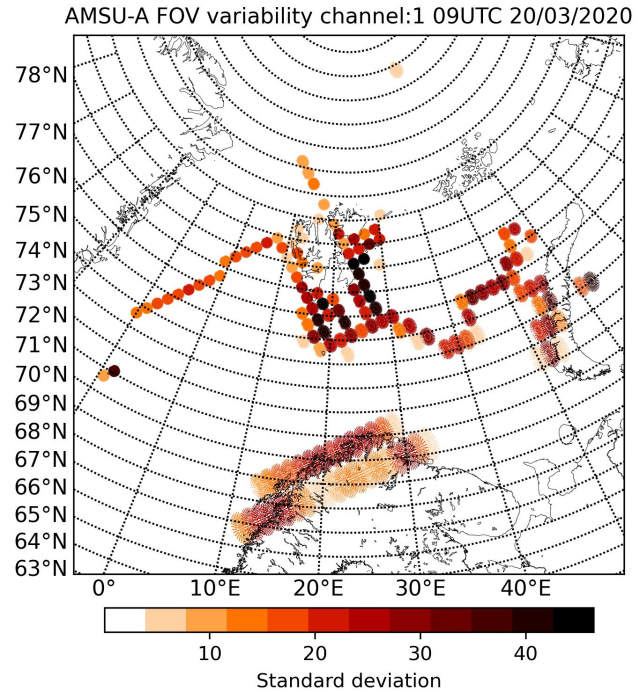 AMSU-A FOV variability channel:1 09UTC 20/03/2020
78°N
77°N
76°N
75°N
74°N
73°N
72°N
71°N
70°N
69°N
68°N
67°N
66°N
65°N
64°N
63°N
0° 10°E 20°E 30°E 40°E
10 20 30 40
Standard deviation